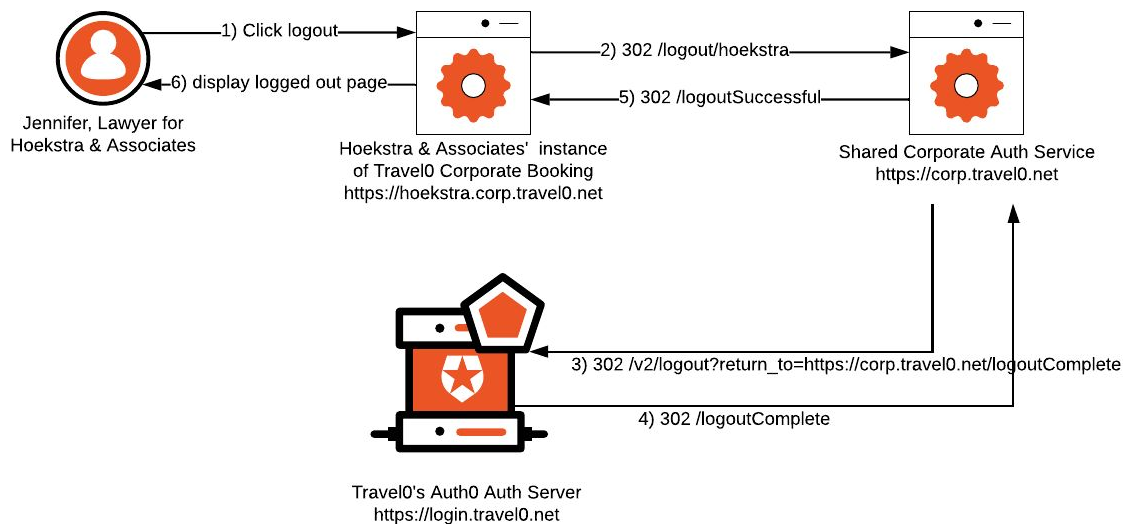 1) Click logout
2) 302 /logout/hoekstra
6) display logged out page
5) 302 /logoutSuccessful
Jennifer, Lawyer for
Hoekstra & Associates
Hoekstra & Associates'  instance
of Travel0 Corporate Booking
https://hoekstra.corp.travel0.net
Shared Corporate Auth Service
https://corp.travel0.net
3) 302 /v2/logout?return_to=https://corp.travel0.net/logoutComplete
4) 302 /logoutComplete
Travel0's Auth0 Auth Server
https://login.travel0.net